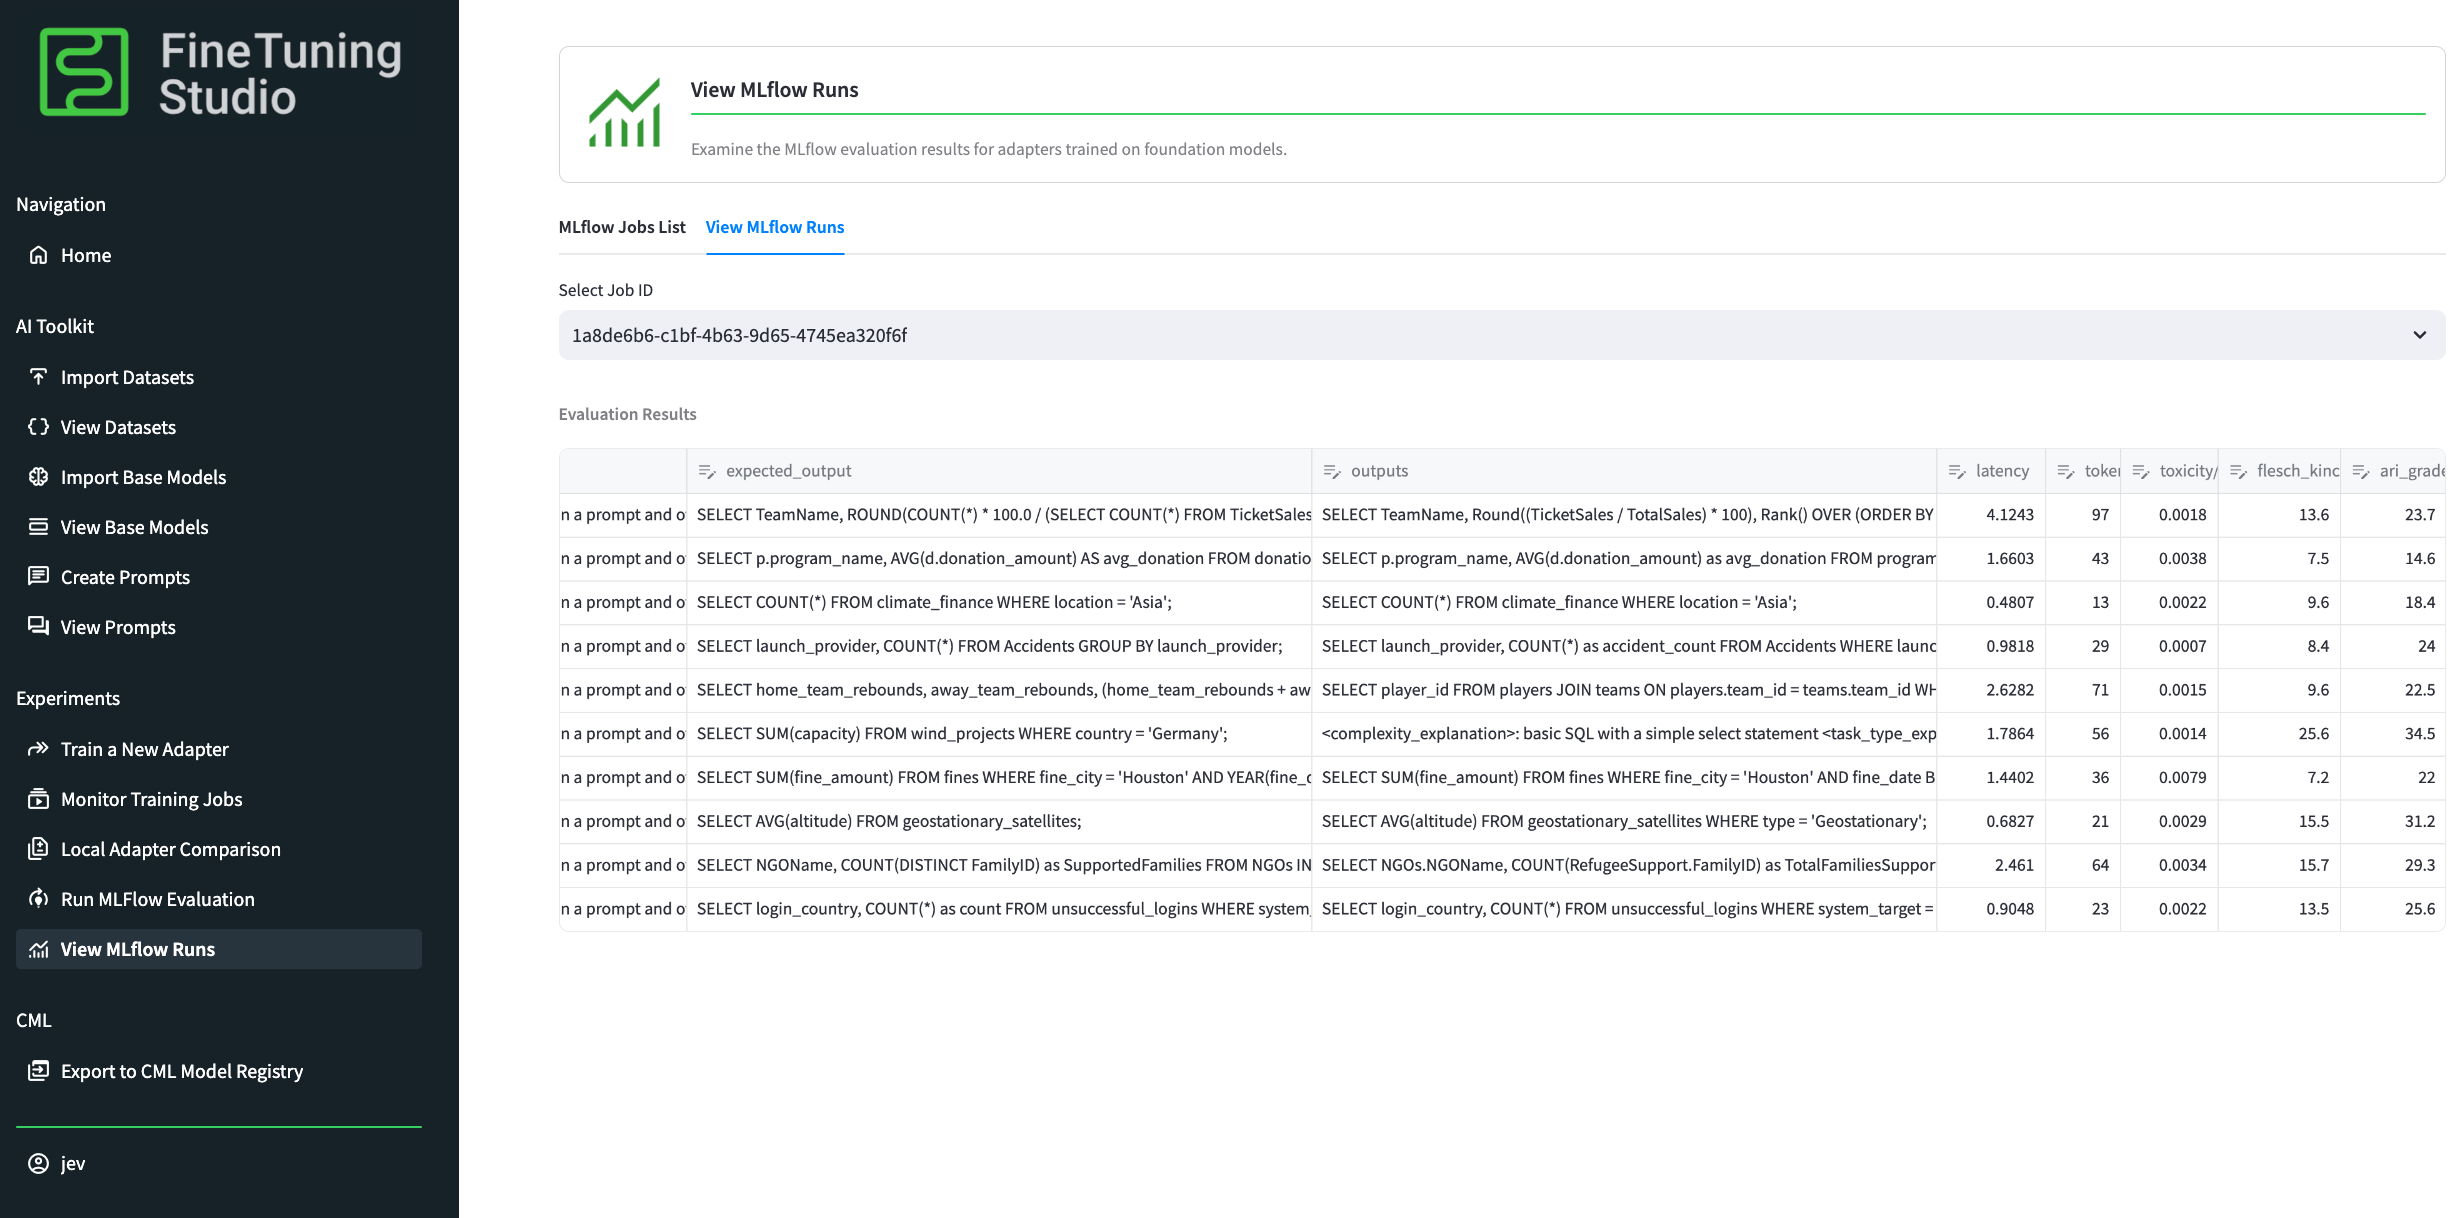 FineTuning
Studio
Navigation
Home
AI Toolkit
Import Datasets
View Datasets
Import Base Models
View Base Models
Create Prompts
View Prompts
Experiments
Train a New Adapter
Monitor Training Jobs
Local Adapter Comparison
Run MLFlow Evaluation
View MLflow Runs
CML
Export to CML Model Registry
jev
View MLflow Runs
Examine the MLflow evaluation results for adapters trained on foundation models.
MLflow Jobs List View MLflow Runs
Select Job ID
1a8de6b6-c1bf-4b63-9d65-4745ea320f6f
Evaluation Results
expected_output outputs latency token toxicity/ flesch_kinc ari_grade
n a prompt and o SELECT TeamName, ROUND(COUNT(*) * 100.0 / (SELECT COUNT(*) FROM TicketSales SELECT TeamName, Round((TicketSales / TotalSales) * 100), Rank() OVER (ORDER BY 4.1243 97 0.0018 13.6 23.7
n a prompt and o SELECT p.program_name, AVG(d.donation_amount) AS avg_donation FROM donatio SELECT p.program_name, AVG(d.donation_amount) as avg_donation FROM program 1.6603 43 0.0038 7.5 14.6
n a prompt and o SELECT COUNT(*) FROM climate_finance WHERE location = 'Asia'; SELECT COUNT(*) FROM climate_finance WHERE location = 'Asia'; 0.4807 13 0.0022 9.6 18.4
n a prompt and o SELECT launch_provider, COUNT(*) FROM Accidents GROUP BY launch_provider; SELECT launch_provider, COUNT(*) as accident_count FROM Accidents WHERE launc 0.9818 29 0.0007 8.4 24
n a prompt and o SELECT home_team_rebounds, away_team_rebounds, (home_team_rebounds + aw SELECT player_id FROM players JOIN teams ON players.team_id = teams.team_id WH 2.6282 71 0.0015 9.6 22.5
n a prompt and o SELECT SUM(capacity) FROM wind_projects WHERE country = 'Germany'; <complexity_explanation>: basic SQL with a simple select statement <task_type_exp 1.7864 56 0.0014 25.6 34.5
n a prompt and o SELECT SUM(fine_amount) FROM fines WHERE fine_city = 'Houston' AND YEAR(fine_d SELECT SUM(fine_amount) FROM fines WHERE fine_city = 'Houston' AND fine_date B 1.4402 36 0.0079 7.2 22
n a prompt and o SELECT AVG(altitude) FROM geostationary_satellites; SELECT AVG(altitude) FROM geostationary_satellites WHERE type = 'Geostationary'; 0.6827 21 0.0029 15.5 31.2
n a prompt and o SELECT NGOName, COUNT(DISTINCT FamilyID) as SupportedFamilies FROM NGOs IN SELECT NGOs.NGOName, COUNT(RefugeeSupport.FamilyID) as TotalFamiliesSuppor 2.461 64 0.0034 15.7 29.3
n a prompt and o SELECT login_country, COUNT(*) as count FROM unsuccessful_logins WHERE system_ SELECT login_country, COUNT(*) FROM unsuccessful_logins WHERE system_target = 0.9048 23 0.0022 13.5 25.6